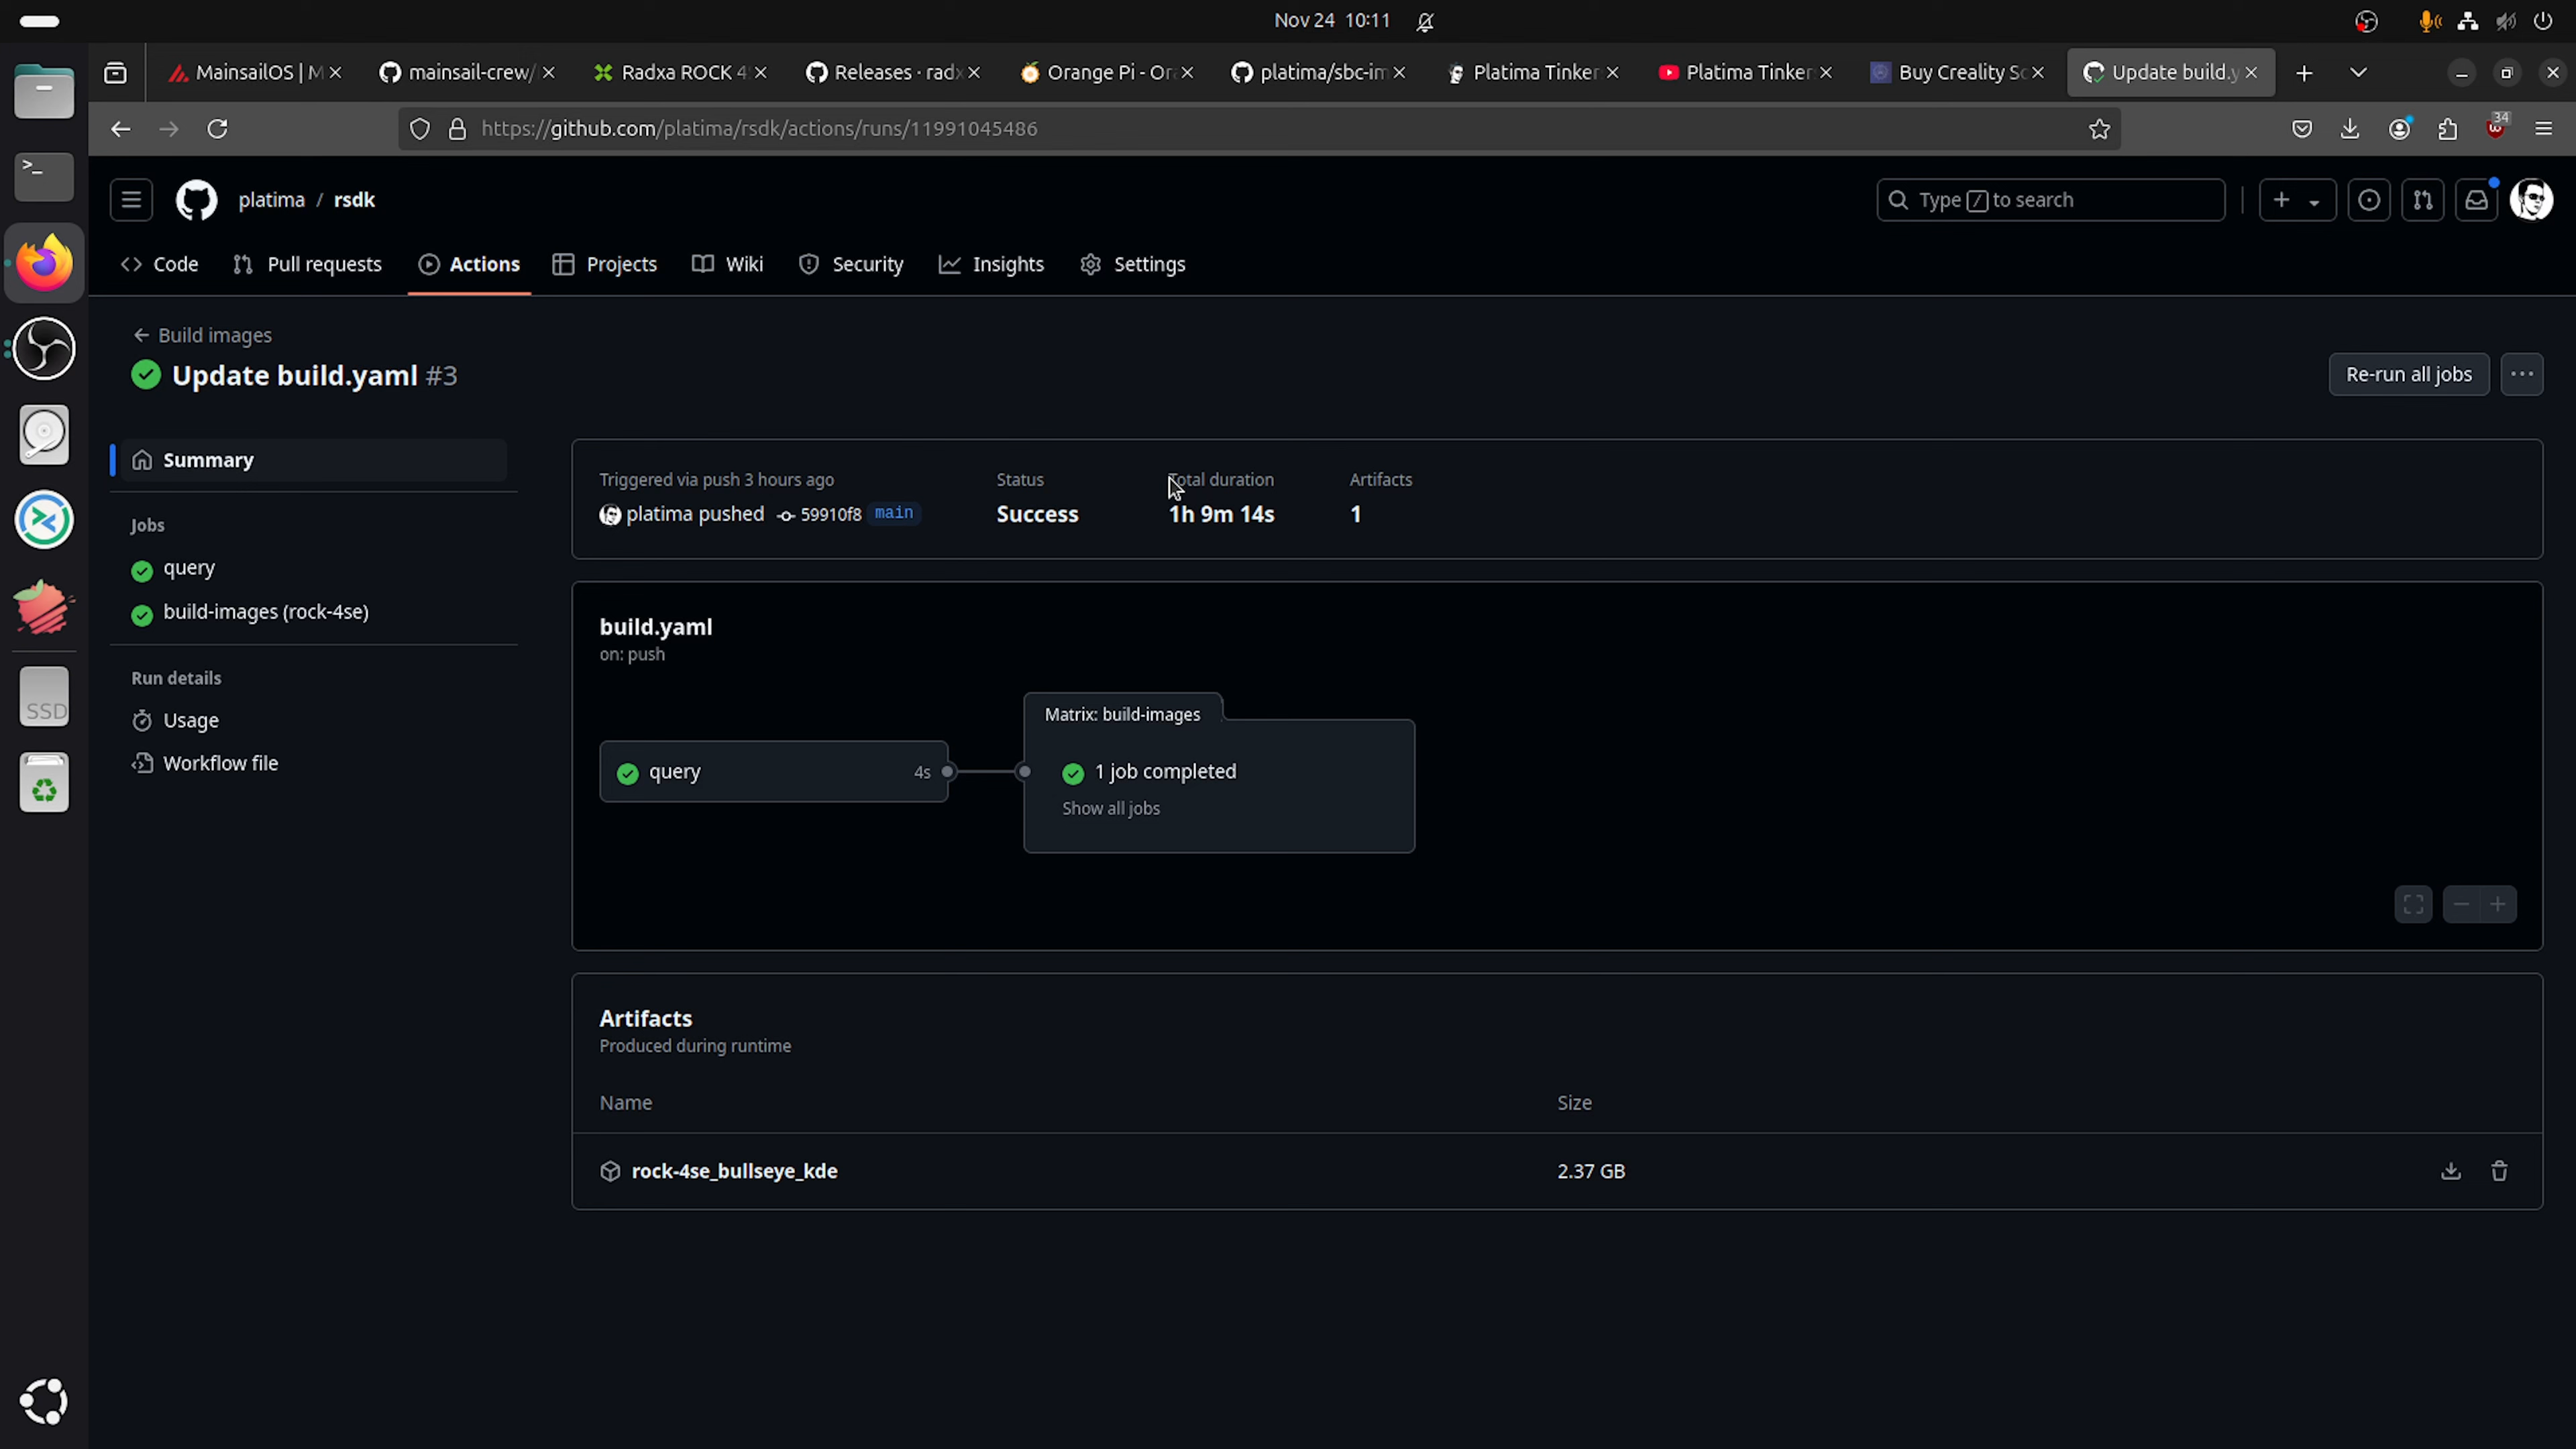 Nov 24 10:11
MainsailOS | M
mainsail-crew/
Radxa ROCK 4
Releases · radx
Orange Pi - Ora
platima/sbc-im
Platima Tinker
Platima Tinker
Buy Creality So
Update build.y
https://github.com/platima/rsdk/actions/runs/11991045486
34
platima / rsdk
Type / to search
Code
Pull requests
Actions
Projects
Wiki
Security
Insights
Settings
Build images
Update build.yaml #3
Re-run all jobs
Summary
Jobs
query
build-images (rock-4se)
Run details
Usage
Workflow file
Triggered via push 3 hours ago
platima pushed 59910f8 main
Status
Success
Total duration
1h 9m 14s
Artifacts
1
build.yaml
on: push
query 4s
Matrix: build-images
1 job completed
Show all jobs
Artifacts
Produced during runtime
Name Size
rock-4se_bullseye_kde 2.37 GB
SSD